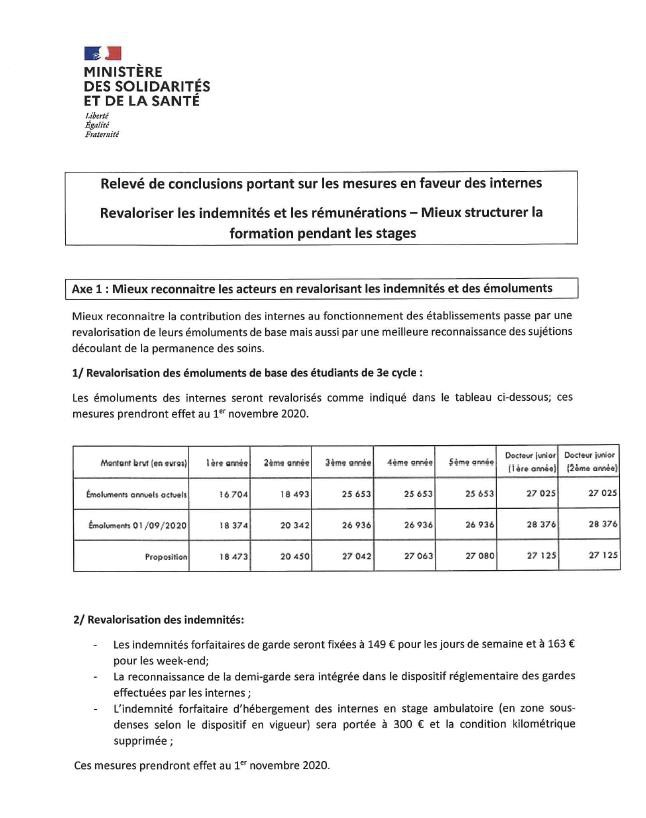 MINISTÈRE
DES SOLIDARITÉS
ET DE LA SANTÉ
Liberté
Égalité
Fraternité
Relevé de conclusions portant sur les mesures en faveur des internes
Revaloriser les indemnités et les rémunérations – Mieux structurer la
formation pendant les stages
Axe 1 : Mieux reconnaitre les acteurs en revalorisant les indemnités et des émoluments
Mieux reconnaitre la contribution des internes au fonctionnement des établissements passe par une
revalorisation de leurs émoluments de base mais aussi par une meilleure reconnaissance des sujétions
découlant de la permanence des soins.
1/ Revalorisation des émoluments de base des étudiants de 3e cycle :
Les émoluments des internes seront revalorisés comme indiqué dans le tableau ci-dessous; ces
mesures prendront effet au 1er novembre 2020.
Montant brut (en euros) 1ère année 2ème année 3ème année 4ème année 5ème année Docteur junior (1ère année) Docteur junior (2ème année)
Émoluments annuels actuels 16 704 18 493 25 653 25 653 25 653 27 025 27 025
Émoluments 01/09/2020 18 374 20 342 26 936 26 936 26 936 28 376 28 376
Proposition 18 473 20 450 27 042 27 063 27 080 27 125 27 125
2/ Revalorisation des indemnités:
- Les indemnités forfaitaires de garde seront fixées à 149 € pour les jours de semaine et à 163 €
pour les week-end;
- La reconnaissance de la demi-garde sera intégrée dans le dispositif réglementaire des gardes
effectuées par les internes ;
- L'indemnité forfaitaire d'hébergement des internes en stage ambulatoire (en zone sous-
denses selon le dispositif en vigueur) sera portée à 300 € et la condition kilométrique
supprimée ;
Ces mesures prendront effet au 1er novembre 2020.